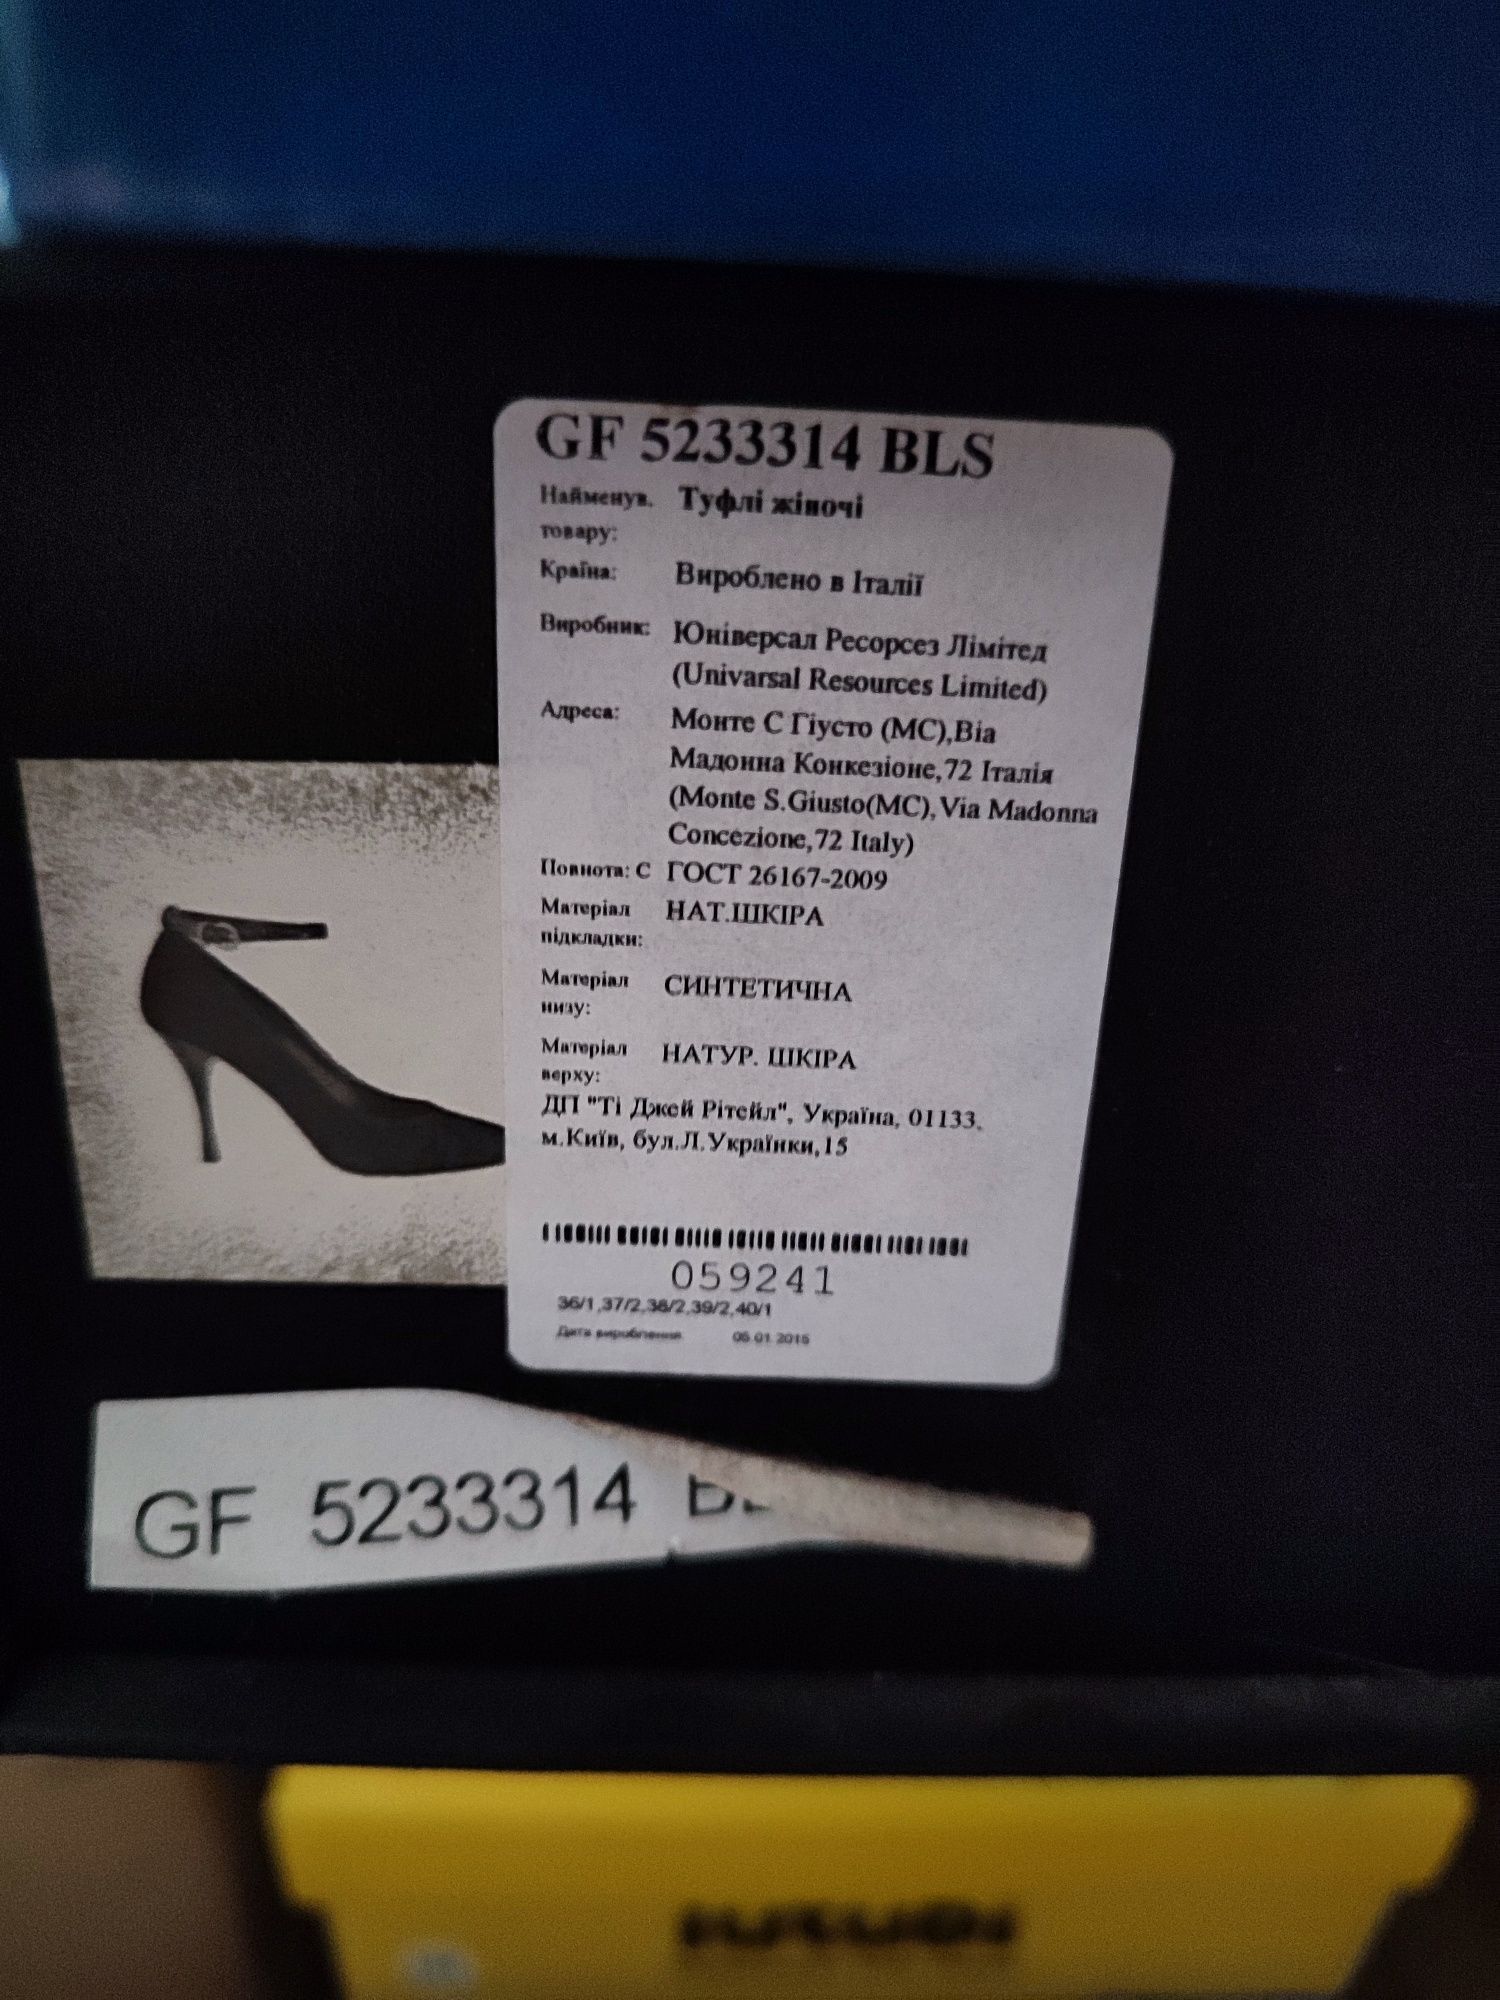 GF 5233314 BLS
Найменув. товару: Туфлі жіночі
Країна: Вироблено в Італії
Виробник: Юніверсал Ресорсез Лімітед
(Univarsal Resources Limited)
Адреса: Монте С Гіусто (МС),Віа
Мадонна Конкезіоне,72 Італія
(Monte S.Giusto(MC),Via Madonna
Concezione,72 Italy)
Повнота: С ГОСТ 26167-2009
Матеріал підкладки: НАТ.ШКІРА
Матеріал низу: СИНТЕТИЧНА
Матеріал верху: НАТУР. ШКІРА
ДП "Ті Джей Рітейл", Україна, 01133.
м.Київ, бул.Л.Українки,15
059241
36/1,37/2,38/2,39/2,40/1
Дата вироблення
GF 5233314